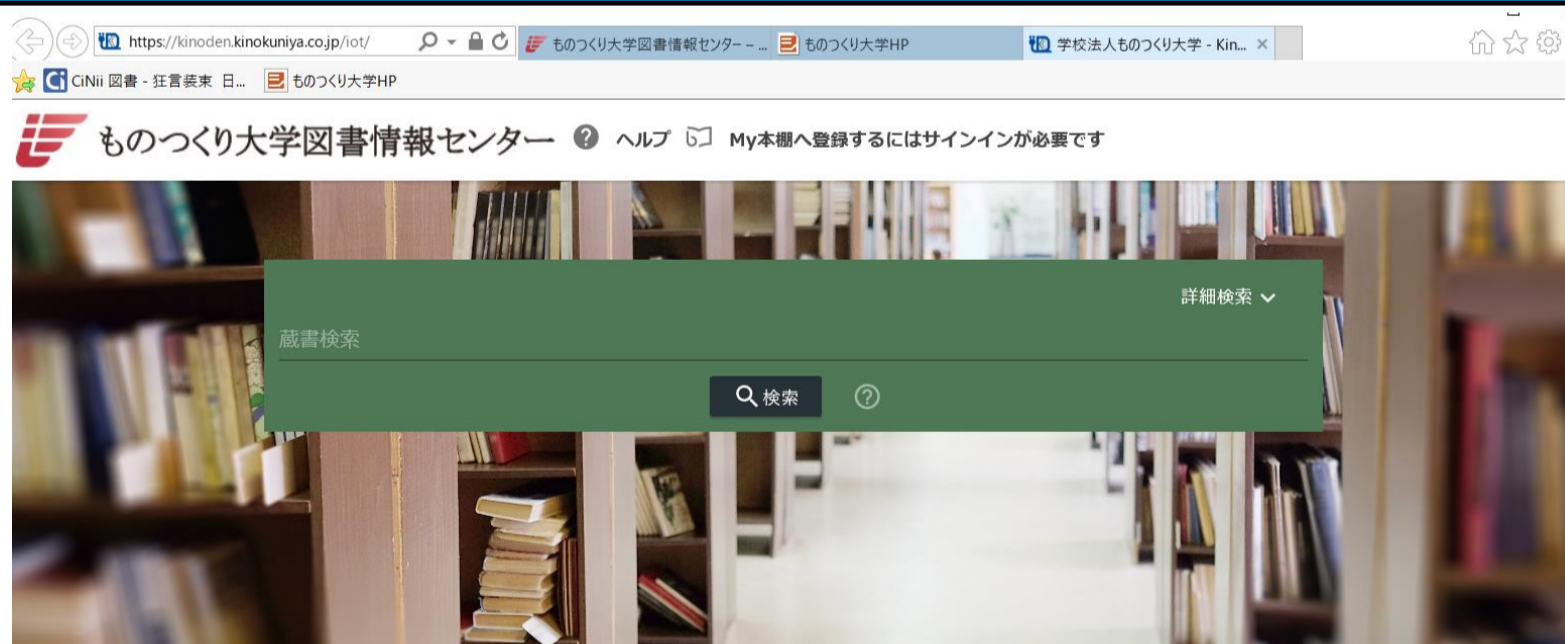 https://kinoden.kinokuniya.co.jp/iot/ ものつくり大学図書情報センター – ... ものつくり大学HP 学校法人ものつくり大学 - Kin... ×
CiNii 図書 - 狂言装束 日... ものつくり大学HP
ものつくり大学図書情報センター ? ヘルプ My本棚へ登録するにはサインインが必要です
詳細検索
蔵書検索
検索 ?